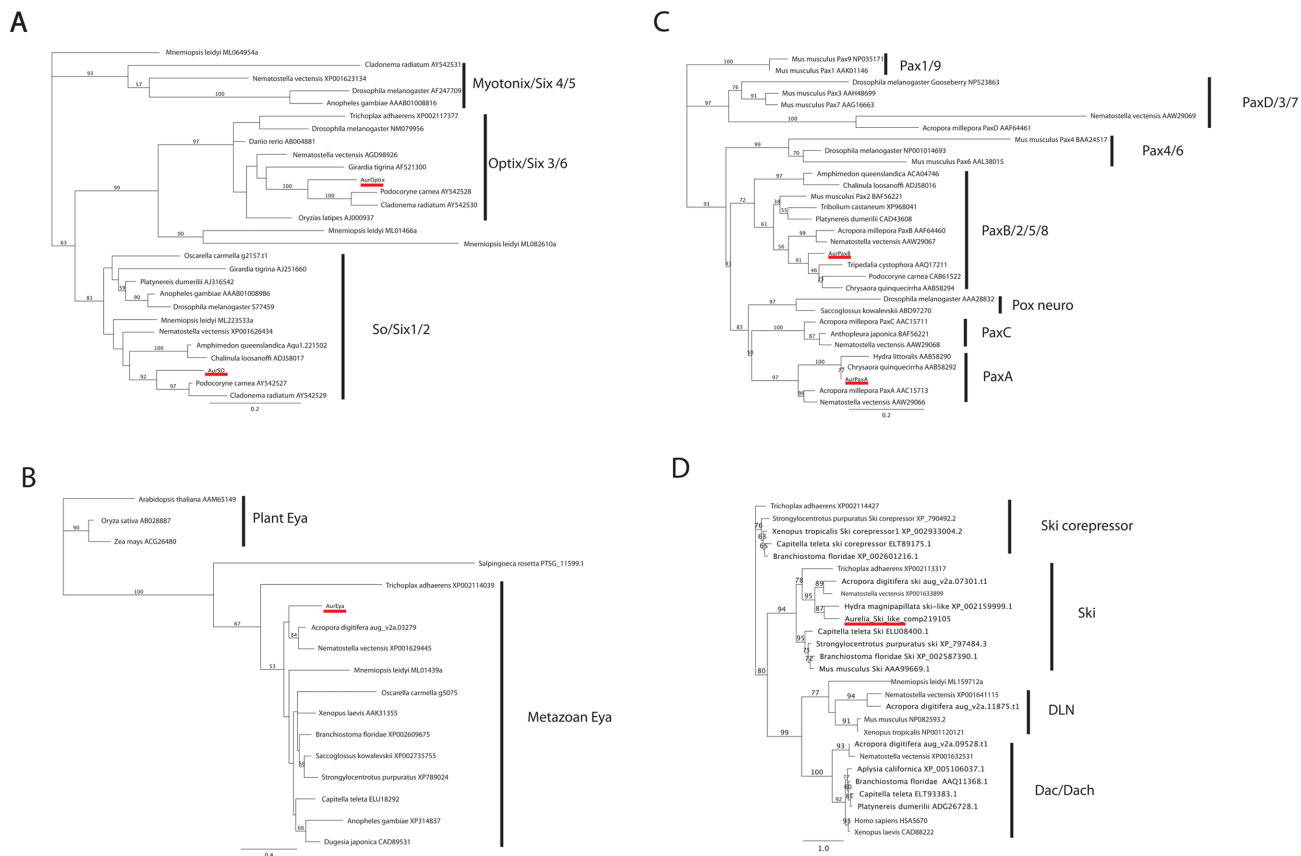 A
Mnemiopsis leidyi ML064954a
Cladonema radiatum AY542531
93
57
Nematostella vectensis XP001623134
Myotonix/Six 4/5
Drosophila melanogaster AF247709
100
Anopheles gambiae AAAB01008816
Trichoplax adhaerens XP002117377
Drosophila melanogaster NM079956
97
Danio rerio AB004881
Nematostella vectensis AGD98926
Optix/Six 3/6
Girardia tigrina AF521300
AurOptix
100
99
Podocoryne carnea AY542528
100
Cladonema radiatum AY542530
Oryzias latipes AJ000937
Mnemiopsis leidyi ML01466a
90
Mnemiopsis leidyi ML082610a
63
Oscarella carmella g2157.t1
Girardia tigrina AJ251660
Platynereis dumerilii AJ316542
59
Anopheles gambiae AAAB01008986
90
81
Drosophila melanogaster S77459
Mnemiopsis leidyi ML223533a
So/Six1/2
Nematostella vectensis XP001626434
Amphimedon queenslandica Aqu1.221502
100
Chalinula loosanoffi ADJ58017
AurSO
92
Podocoryne carnea AY542527
97
Cladonema radiatum AY542529
0.2
C
Mus musculus Pax9 NP035171
100
Pax1/9
Mus musculus Pax1 AAK01146
Drosophila melanogaster Gooseberry NP523863
76
Mus musculus Pax3 AAH48699
91
97
Mus musculus Pax7 AAG16663
PaxD/3/7
Nematostella vectensis AAW29069
100
Acropora millepora PaxD AAF64461
Mus musculus Pax4 BAA24517
99
Drosophila melanogaster NP001014693
70
Pax4/6
Mus musculus Pax6 AAL38015
Amphimedon queenslandica ACA04746
97
Chalinula loosanoffi ADJ58016
72
Mus musculus Pax2 BAF56221
38
93
Tribolium castaneum XP968041
55
Platynereis dumerilii CAD43608
61
Acropora millepora PaxB AAF64460
99
PaxB/2/5/8
Nematostella vectensis AAW29067
56
AurPaxB
91
Tripedalia cystophora AAQ17211
46
Podocoryne carnea CAB61522
Chrysaora quinquecirrha AAB58294
Drosophila melanogaster AAA28832
97
Pox neuro
Saccoglossus kowalevskii ABD97270
83
Acropora millepora PaxC AAC15711
100
Anthopleura japonica BAF56221
PaxC
87
Nematostella vectensis AAW29068
Hydra littoralis AAB58290
100
Chrysaora quinquecirrha AAB58292
77
AurPaxA
PaxA
97
Acropora millepora PaxA AAC15713
Nematostella vectensis AAW29066
0.2
B
Arabidopsis thaliana AAM65149
Plant Eya
Oryza sativa AB028887
90
Zea mays ACG26480
Salpingoeca rosetta PTSG_11599.1
Trichoplax adhaerens XP002114039
100
AurEya
67
Acropora digitifera aug_v2a.03279
84
Nematostella vectensis XP001629445
53
Mnemiopsis leidyi ML01439a
Oscarella carmella g5075
Xenopus laevis AAK31355
Metazoan Eya
Branchiostoma floridae XP002609675
Saccoglossus kowalevskii XP002735755
Strongylocentrotus purpuratus XP789024
Capitella teleta ELU18292
Anopheles gambiae XP314837
66
Dugesia japonica CAD89531
0.4
D
Trichoplax adhaerens XP002114427
Strongylocentrotus purpuratus Ski corepressor XP_790492.2
76
Xenopus tropicalis Ski corepressor1 XP_002933004.2
Ski corepressor
63
Capitella teleta ski corepressor ELT89175.1
65
Branchiostoma floridae XP_002601216.1
Trichoplax adhaerens XP002113317
78
Acropora digitifera ski aug_v2a.07301.t1
89
Nematostella vectensis XP001633899
95
Hydra magnipapillata ski-like XP_002159999.1
94
87
Ski
Aurelia_Ski_like_comp219105
Capitella teleta Ski ELU08400.1
95
Strongylocentrotus purpuratus ski XP_797484.3
73
Branchiostoma floridae Ski XP_002587390.1
72
Mus musculus Ski AAA99669.1
80
Mnemiopsis leidyi ML159712a
77
Nematostella vectensis XP001641115
94
Acropora digitifera aug_v2a.11875.t1
DLN
Mus musculus NP082593.2
91
Xenopus tropicalis NP001120121
99
Acropora digitifera aug_v2a.09528.t1
93
Nematostella vectensis XP001632531
Aplysia californica XP_005106037.1
100
77
Branchiostoma floridae AAQ11368.1
Dac/Dach
60
Capitella teleta ELT93383.1
85
92
Platynereis dumerilii ADG26728.1
Homo sapiens HSA5670
93
Xenopus laevis CAD88222
1.0